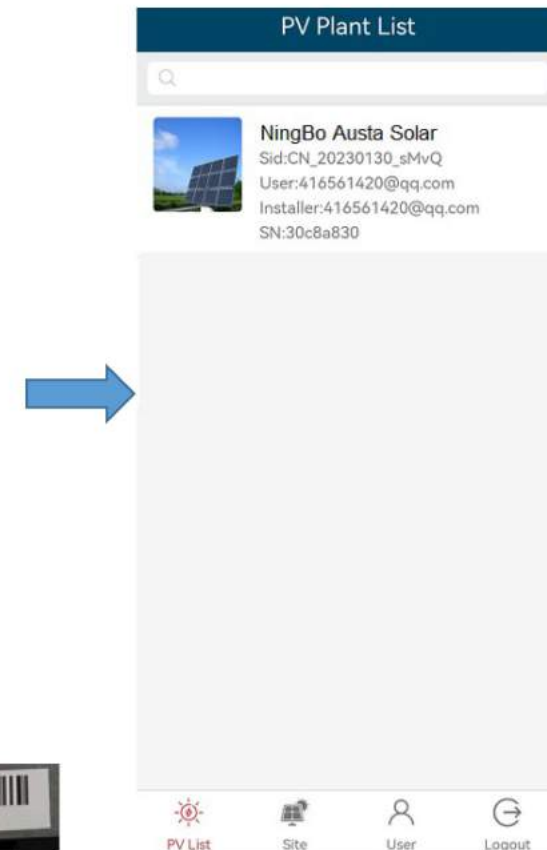 PV Plant List
NingBo Austa Solar
Sid:CN_20230130_sMvQ
User:416561420@qq.com
Installer:416561420@qq.com
SN:30c8a830
PV List
Site
User
Logout